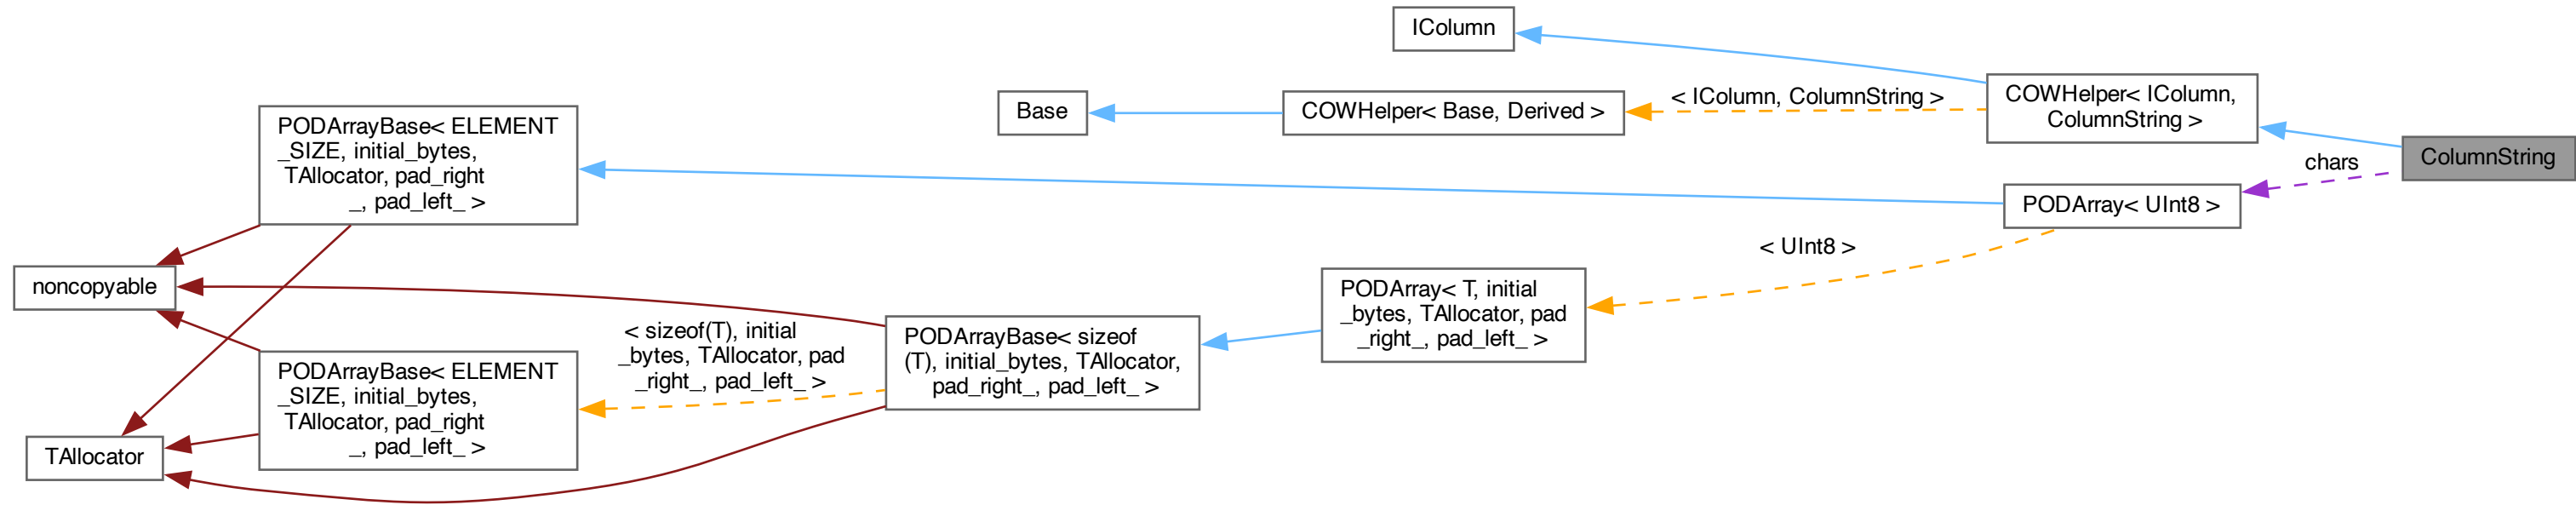 IColumn
Base
COWHelper< Base, Derived >
< IColumn, ColumnString >
COWHelper< IColumn,
ColumnString >
ColumnString
chars
PODArray< UInt8 >
PODArrayBase< ELEMENT
_SIZE, initial_bytes,
TAllocator, pad_right
_, pad_left_ >
< UInt8 >
noncopyable
PODArray< T, initial
_bytes, TAllocator, pad
_right_, pad_left_ >
PODArrayBase< sizeof
(T), initial_bytes, TAllocator,
pad_right_, pad_left_ >
< sizeof(T), initial
_bytes, TAllocator, pad
_right_, pad_left_ >
PODArrayBase< ELEMENT
_SIZE, initial_bytes,
TAllocator, pad_right
_, pad_left_ >
TAllocator